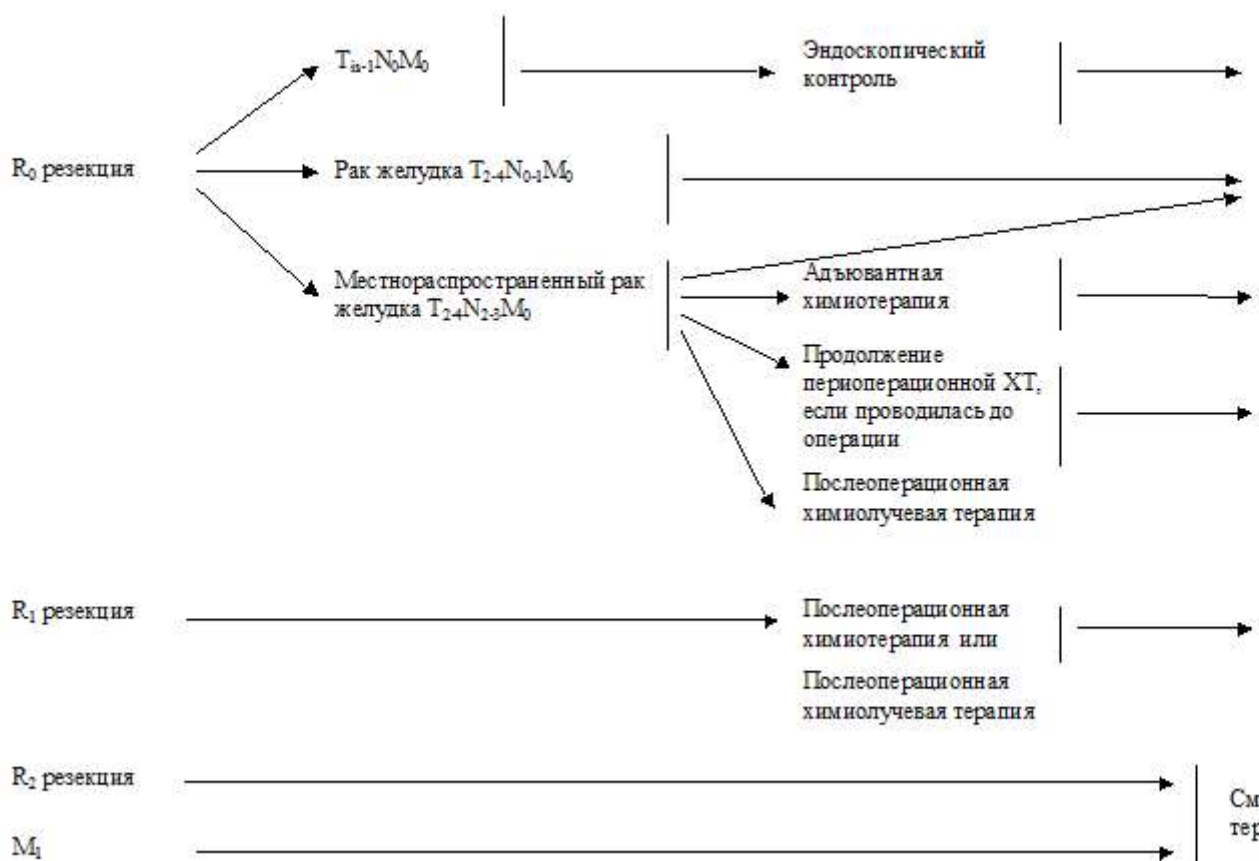 T_is-1N₀M₀
Эндоскопический
контроль
R₀ резекция
Рак желудка T₂₋₄N₀₋₁M₀
Местнораспространенный рак
желудка T₂₋₄N₂₋₃M₀
Адъювантная
химиотерапия
Продолжение
периоперационной ХТ,
если проводилась до
операции
Послеоперационная
химиолучевая терапия
R₁ резекция
Послеоперационная
химиотерапия или
Послеоперационная
химиолучевая терапия
R₂ резекция
M₁